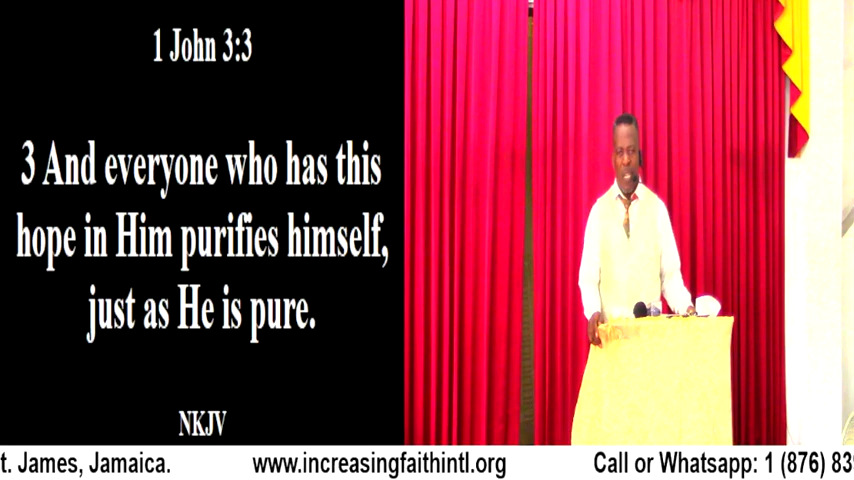 1 John 3:3
3 And everyone who has this
hope in Him purifies himself,
just as He is pure.
NKJV
t. James, Jamaica. www.increasingfaithintl.org Call or Whatsapp: 1 (876) 83